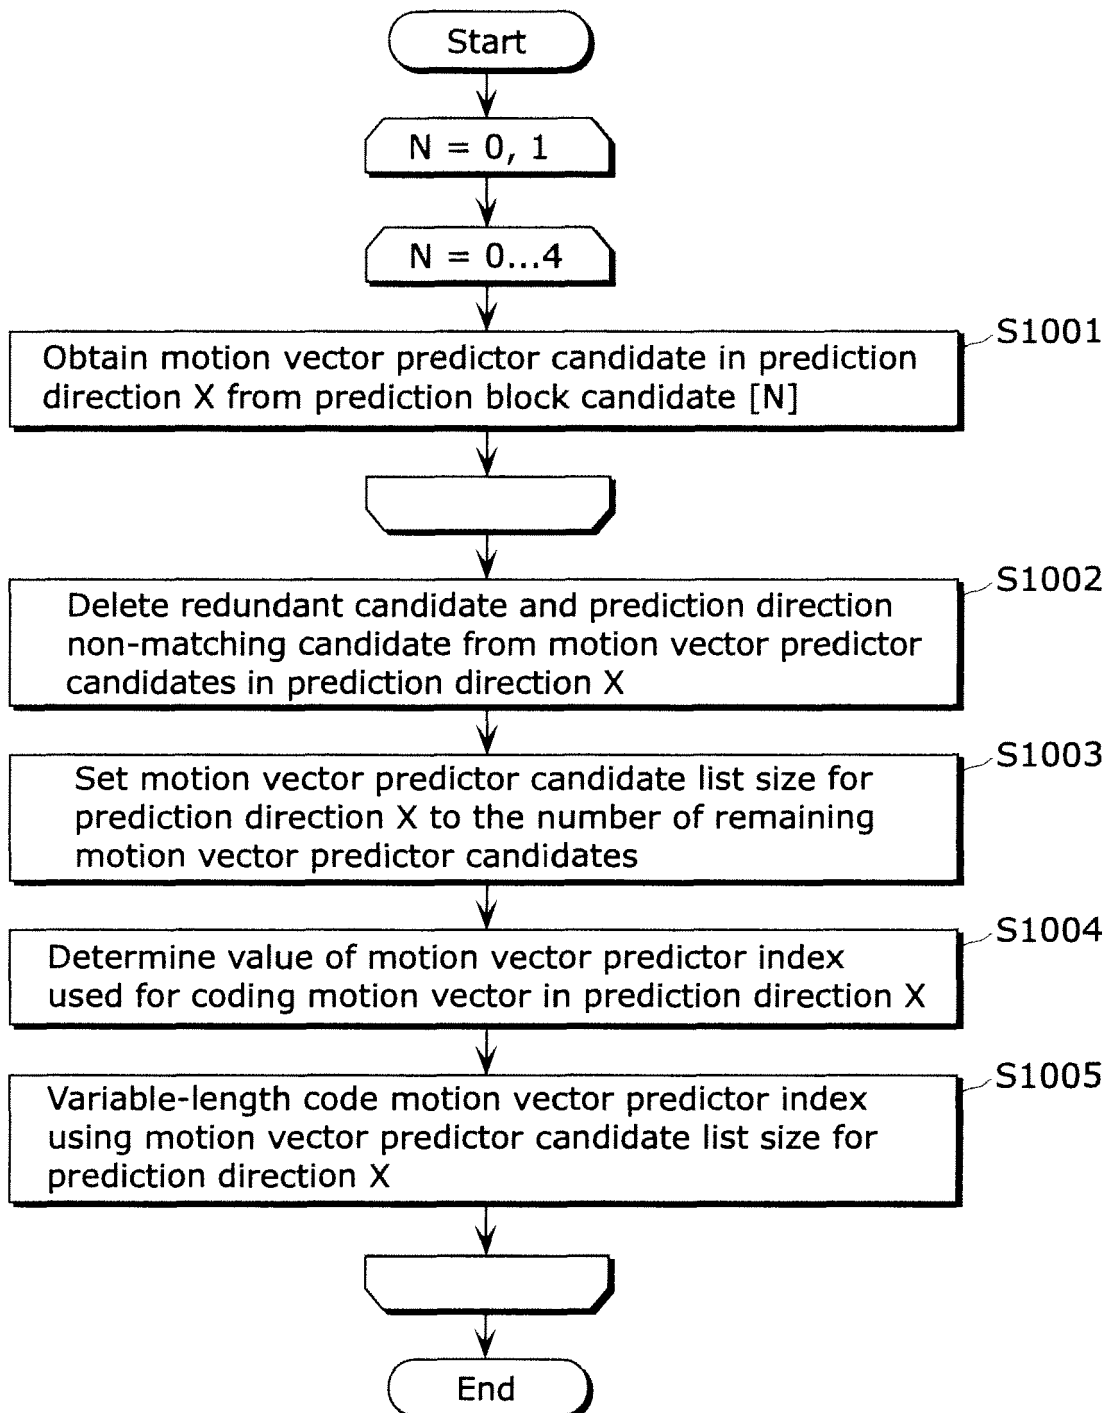 Start
N = 0, 1
N = 0...4
S1001
Obtain motion vector predictor candidate in prediction
direction X from prediction block candidate [N]
S1002
Delete redundant candidate and prediction direction
non-matching candidate from motion vector predictor
candidates in prediction direction X
S1003
Set motion vector predictor candidate list size for
prediction direction X to the number of remaining
motion vector predictor candidates
S1004
Determine value of motion vector predictor index
used for coding motion vector in prediction direction X
S1005
Variable-length code motion vector predictor index
using motion vector predictor candidate list size for
prediction direction X
End